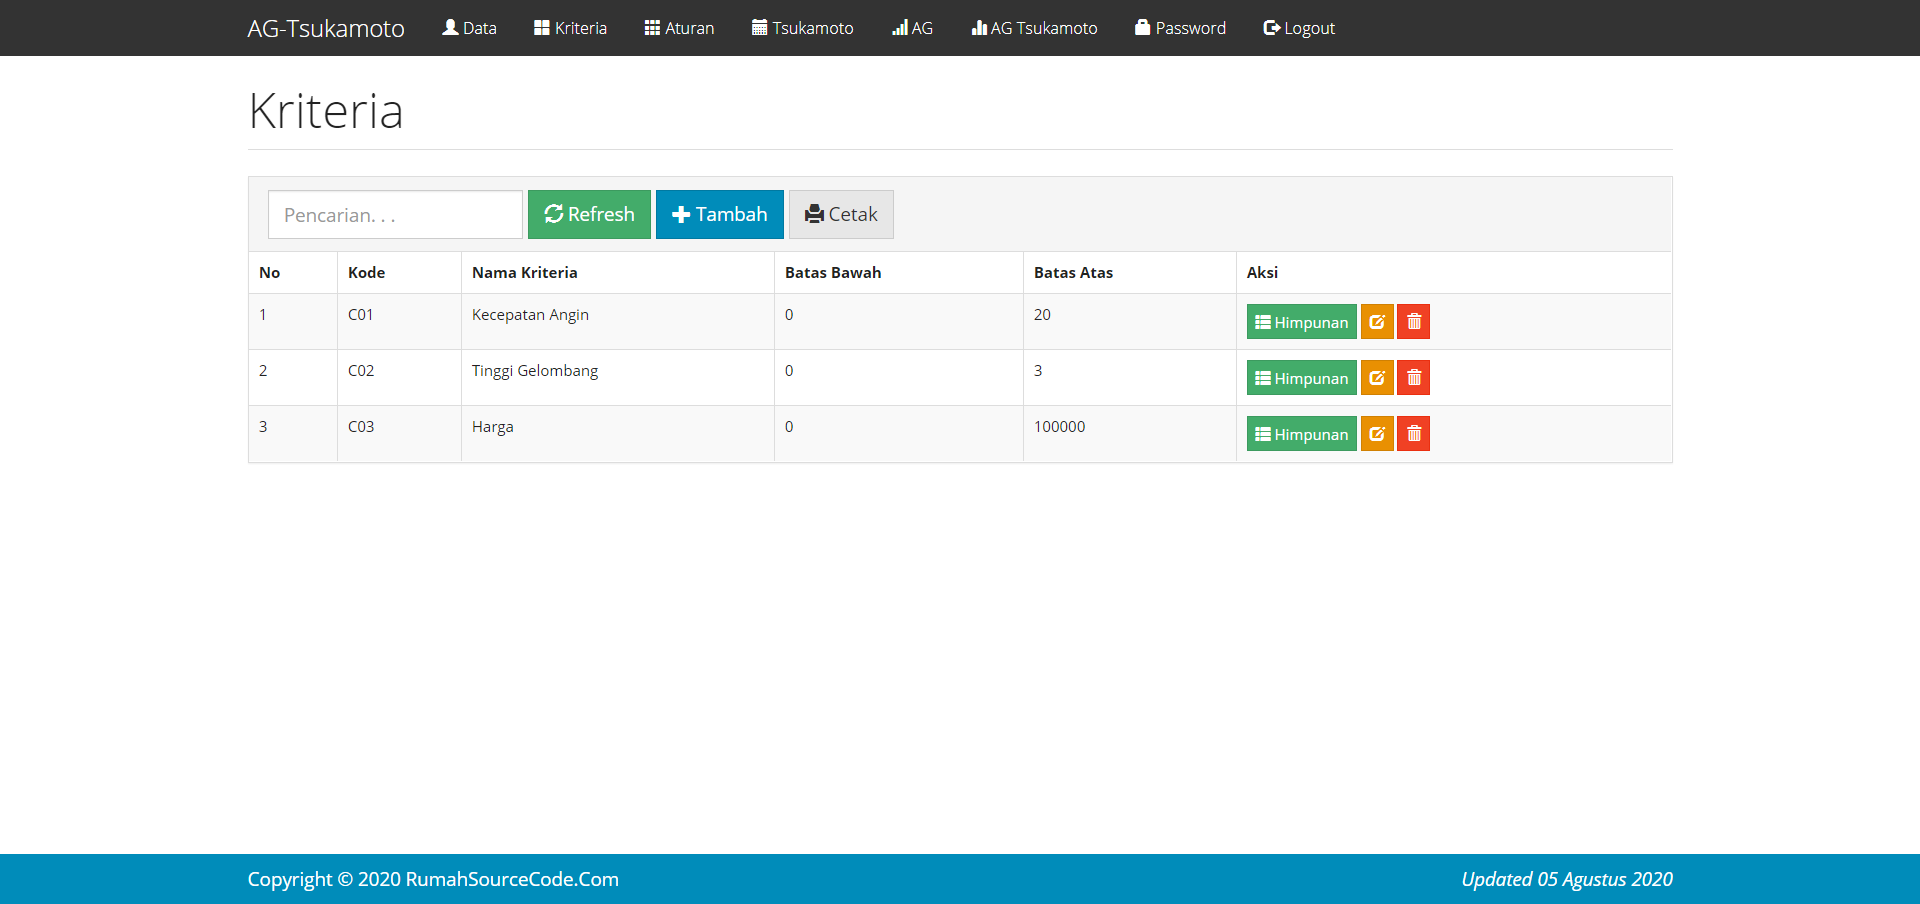 AG-Tsukamoto Data Kriteria Aturan Tsukamoto AG AG Tsukamoto Password Logout
Kriteria
Pencarian. . . Refresh Tambah Cetak
No Kode Nama Kriteria Batas Bawah Batas Atas Aksi
1 C01 Kecepatan Angin 0 20 Himpunan
2 C02 Tinggi Gelombang 0 3 Himpunan
3 C03 Harga 0 100000 Himpunan
Copyright © 2020 RumahSourceCode.Com Updated 05 Agustus 2020